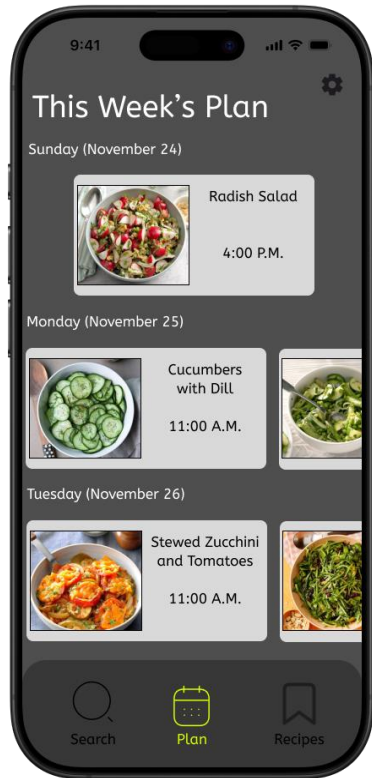 9:41
This Week's Plan
Sunday (November 24)
Radish Salad
4:00 P.M.
Monday (November 25)
Cucumbers
with Dill
11:00 A.M.
Tuesday (November 26)
Stewed Zucchini
and Tomatoes
11:00 A.M.
Search
Plan
Recipes